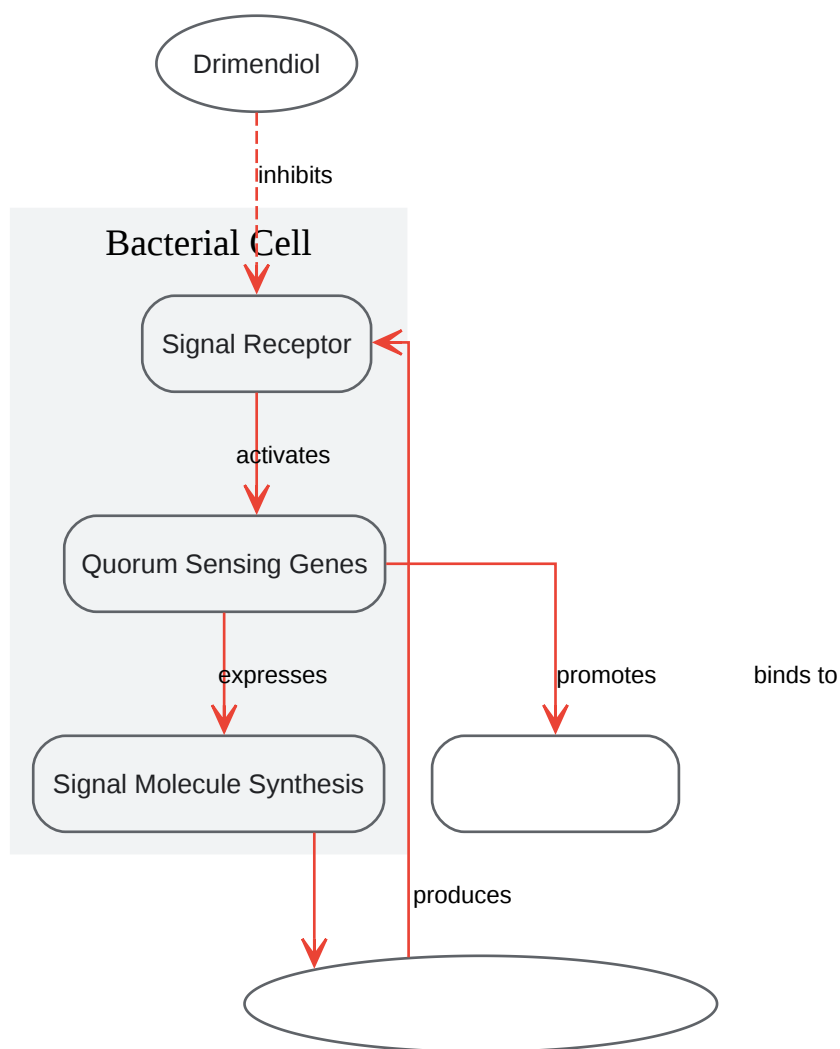 Drimendiol
inhibits
Bacterial Cell
Signal Receptor
activates
Quorum Sensing Genes
expresses
promotes
binds to
Signal Molecule Synthesis
produces